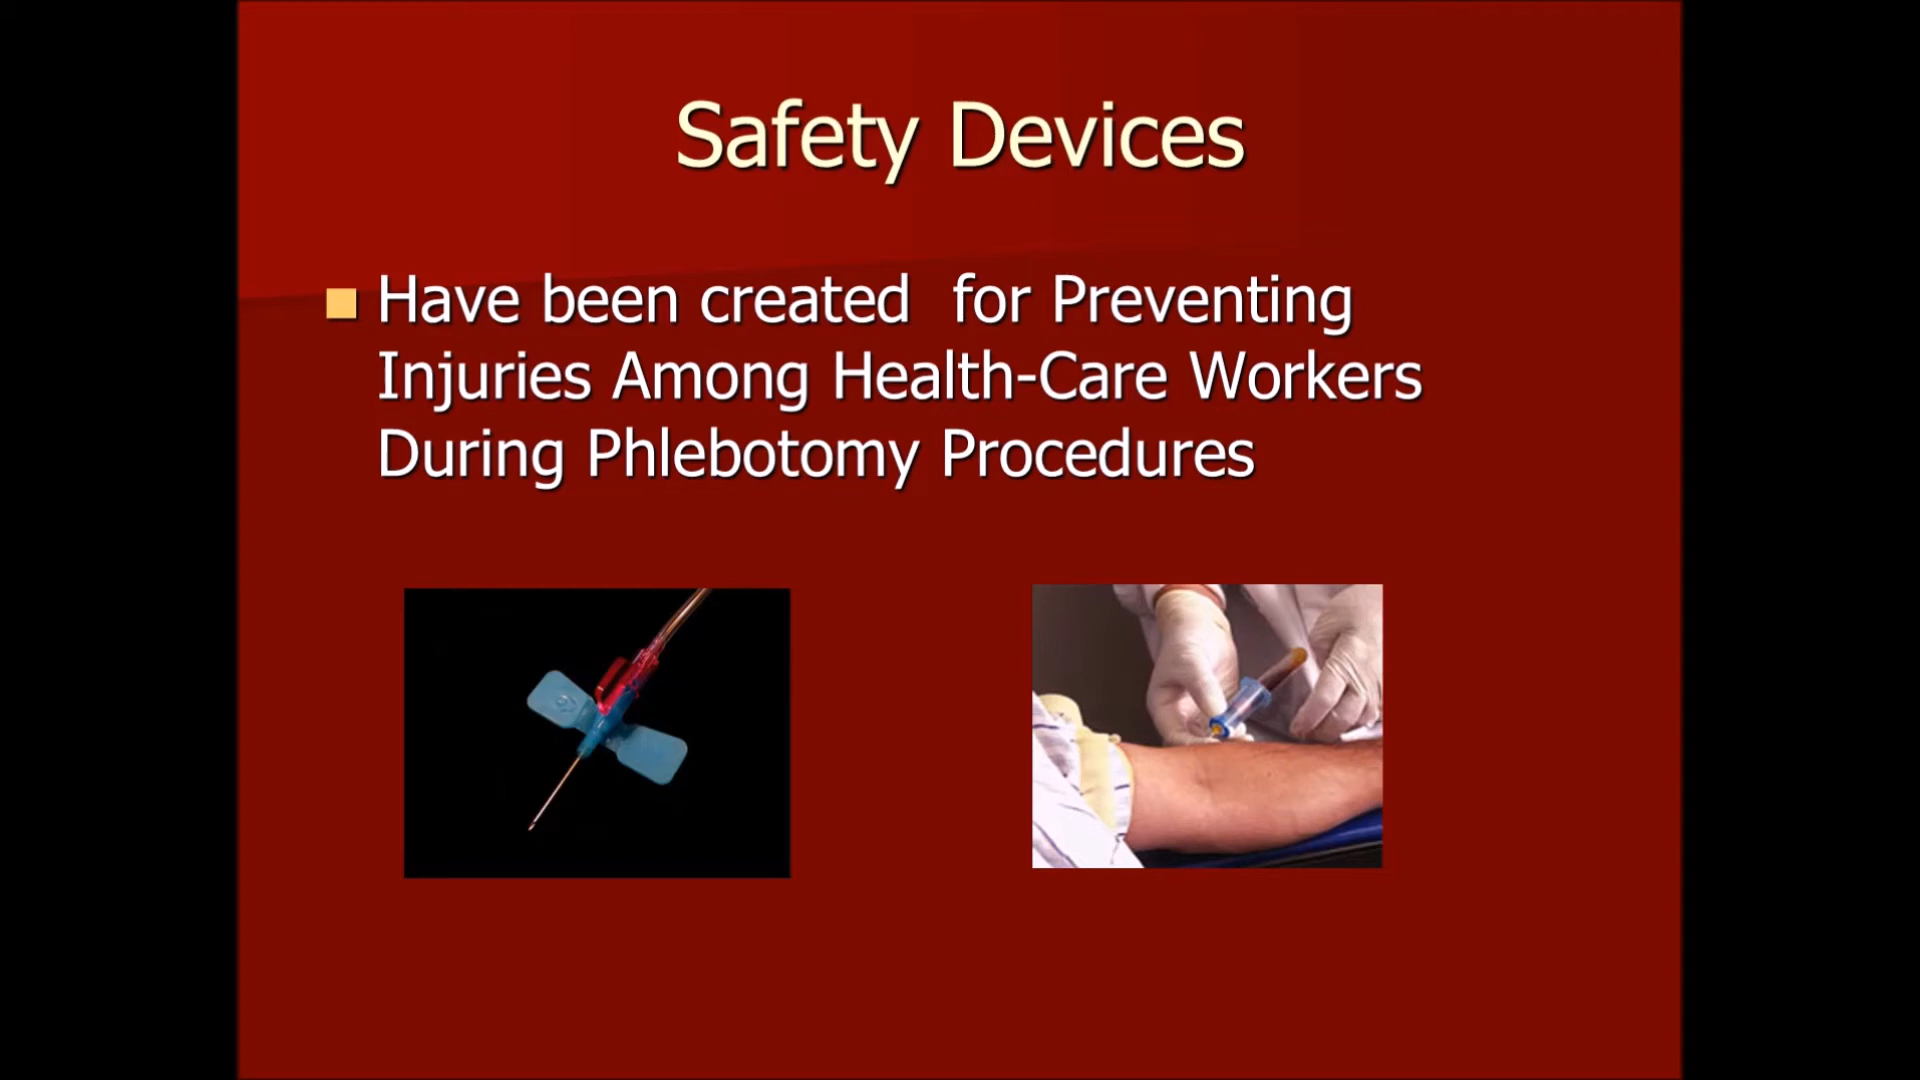 Safety Devices
Have been created  for Preventing
Injuries Among Health-Care Workers
During Phlebotomy Procedures